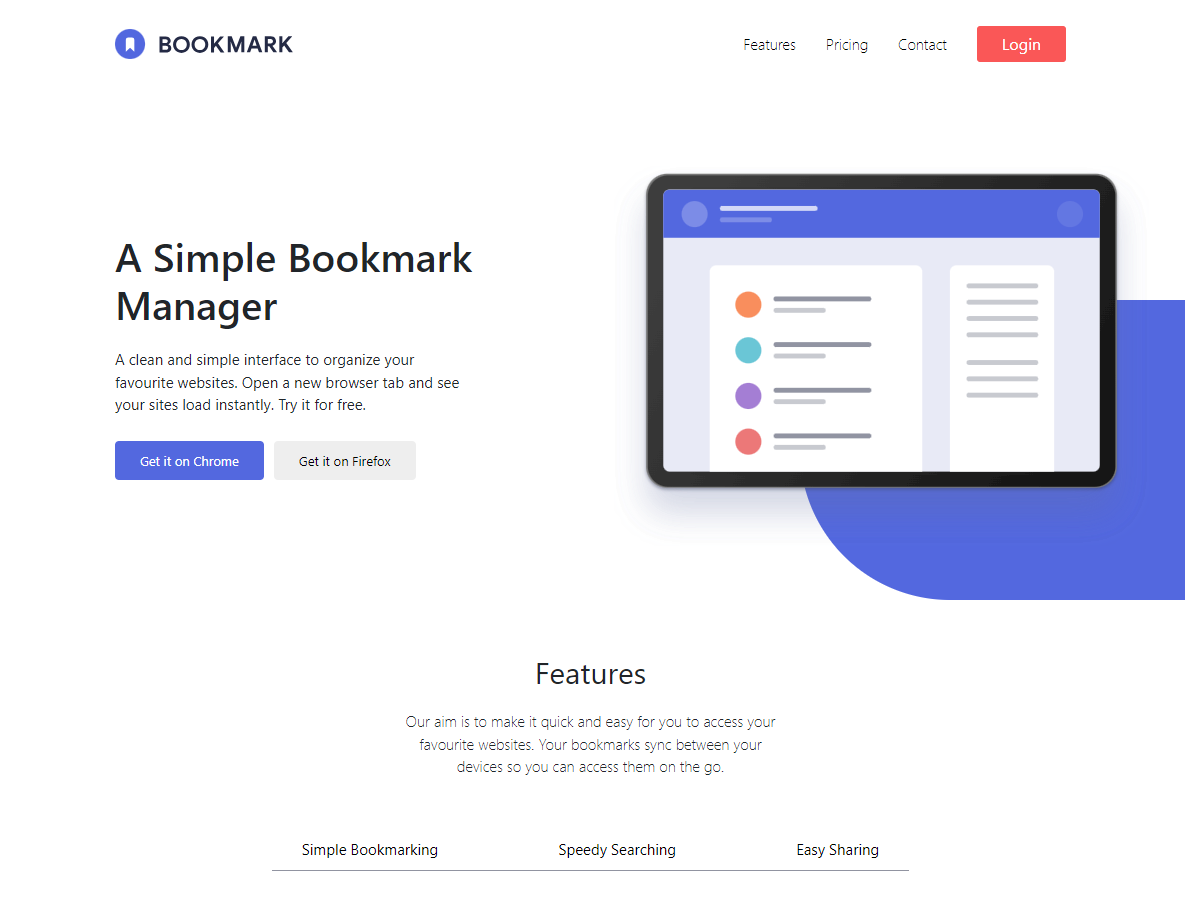 BOOKMARK
Features
Pricing
Contact
Login
A Simple Bookmark
Manager
A clean and simple interface to organize your
favourite websites. Open a new browser tab and see
your sites load instantly. Try it for free.
Get it on Chrome
Get it on Firefox
Features
Our aim is to make it quick and easy for you to access your
favourite websites. Your bookmarks sync between your
devices so you can access them on the go.
Simple Bookmarking
Speedy Searching
Easy Sharing